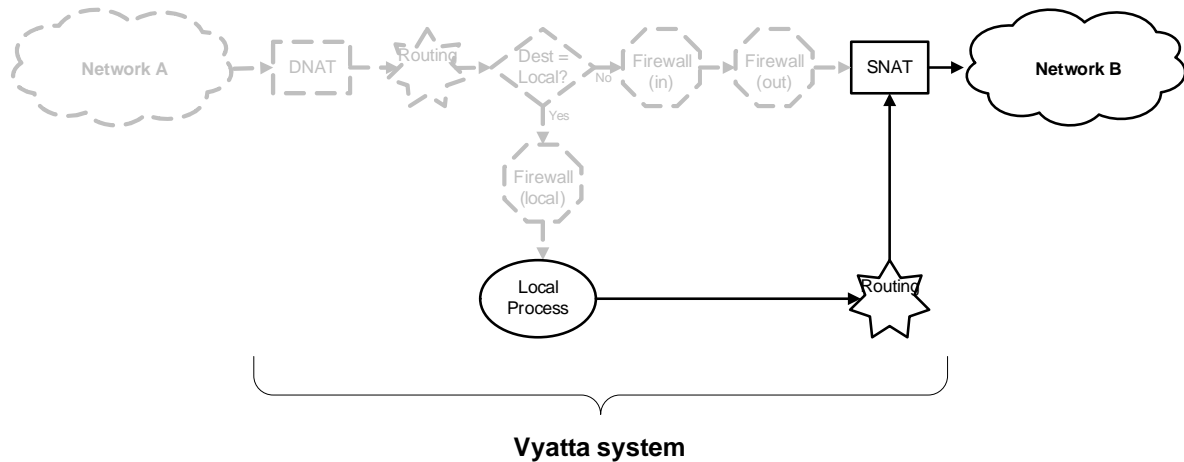 Network A
DNAT
Routing
Dest =
Local?
No
Firewall
(in)
Firewall
(out)
SNAT
Network B
Yes
Firewall
(local)
Local
Process
Routing
Vyatta system